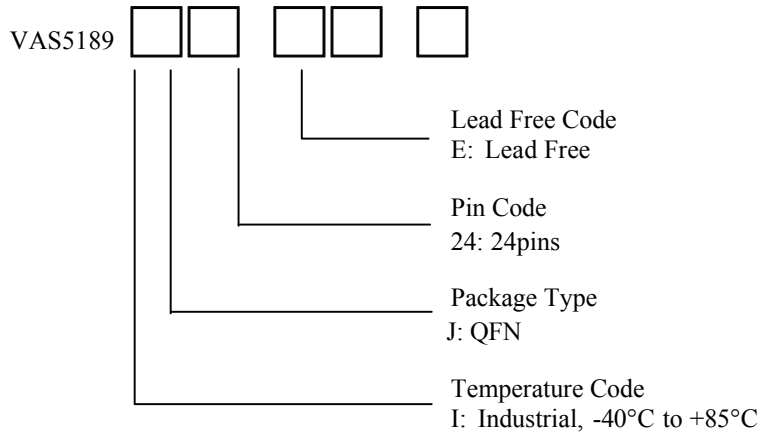 VAS5189
Lead Free Code
E: Lead Free
Pin Code
24: 24pins
Package Type
J: QFN
Temperature Code
I: Industrial, -40°C to +85°C